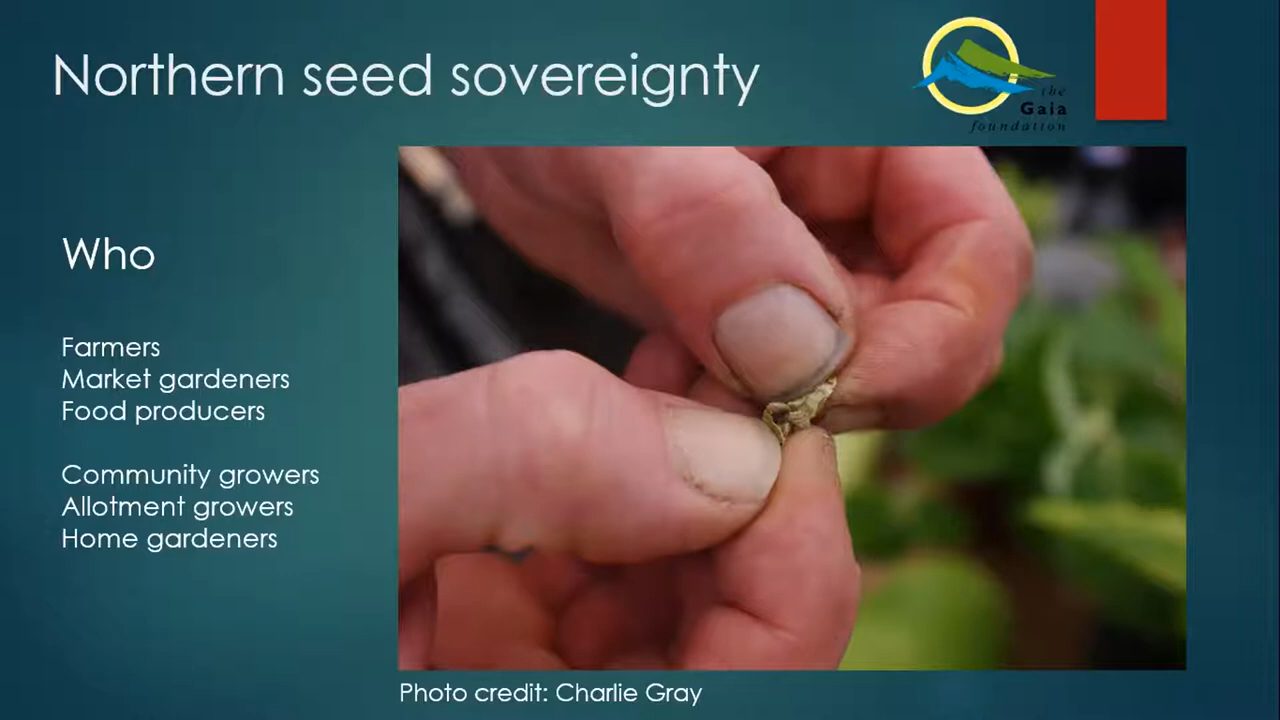 Northern seed sovereignty
the
Gaia
foundation
Who
Farmers
Market gardeners
Food producers
Community growers
Allotment growers
Home gardeners
Photo credit: Charlie Gray